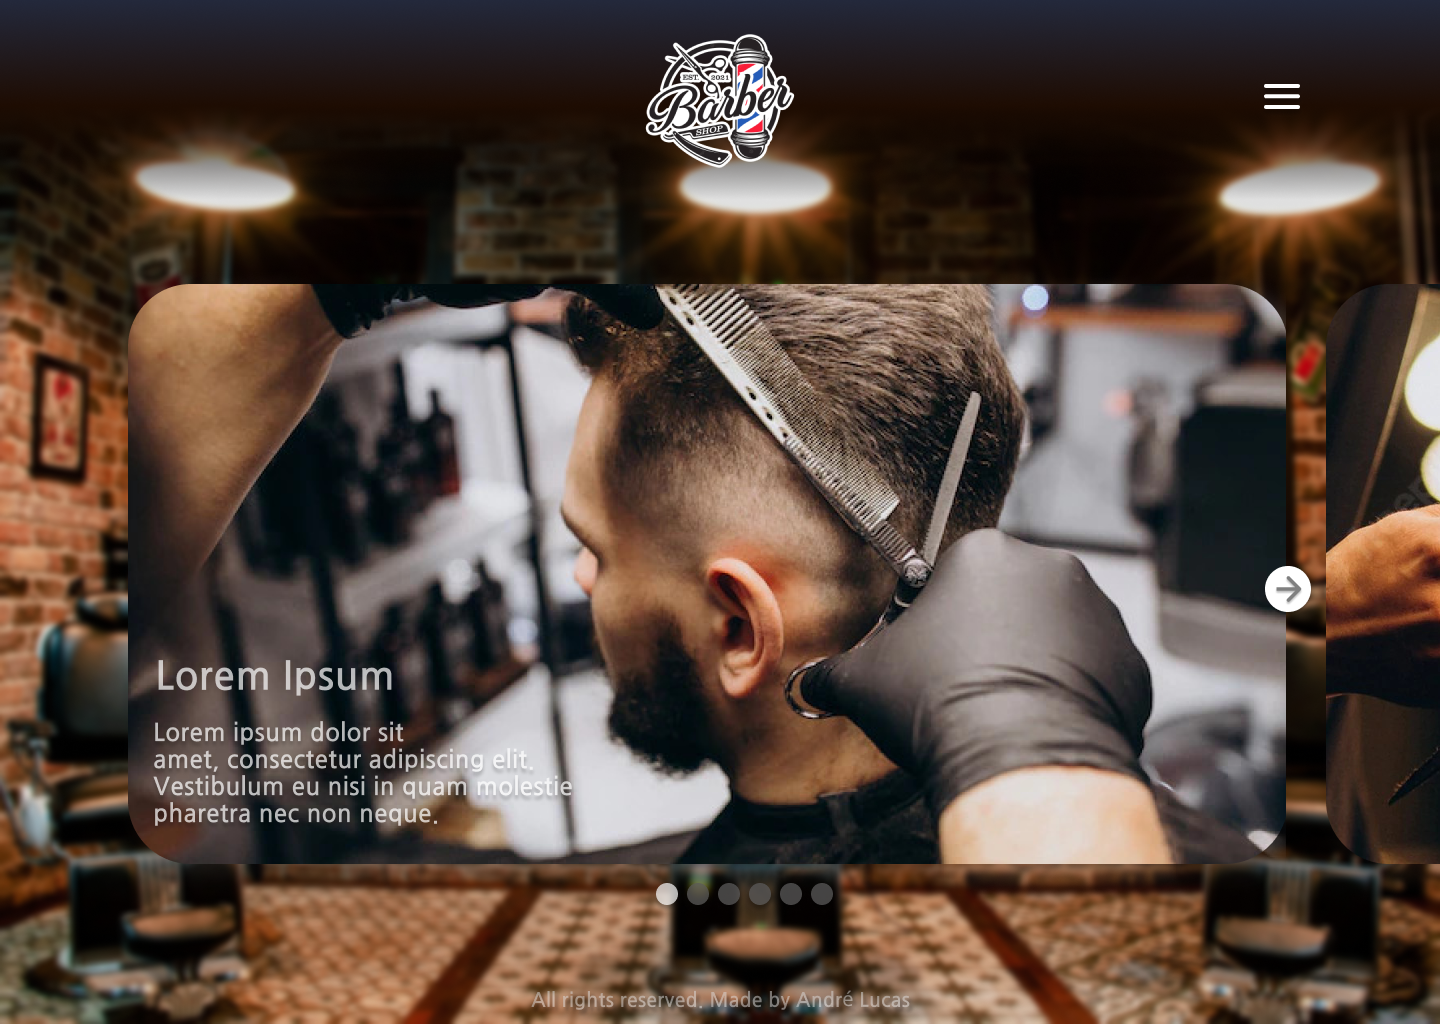 EST. 2021
Barber
SHOP
Lorem Ipsum
Lorem ipsum dolor sit
amet, consectetur adipiscing elit.
Vestibulum eu nisi in quam molestie
pharetra nec non neque.
All rights reserved. Made by André Lucas